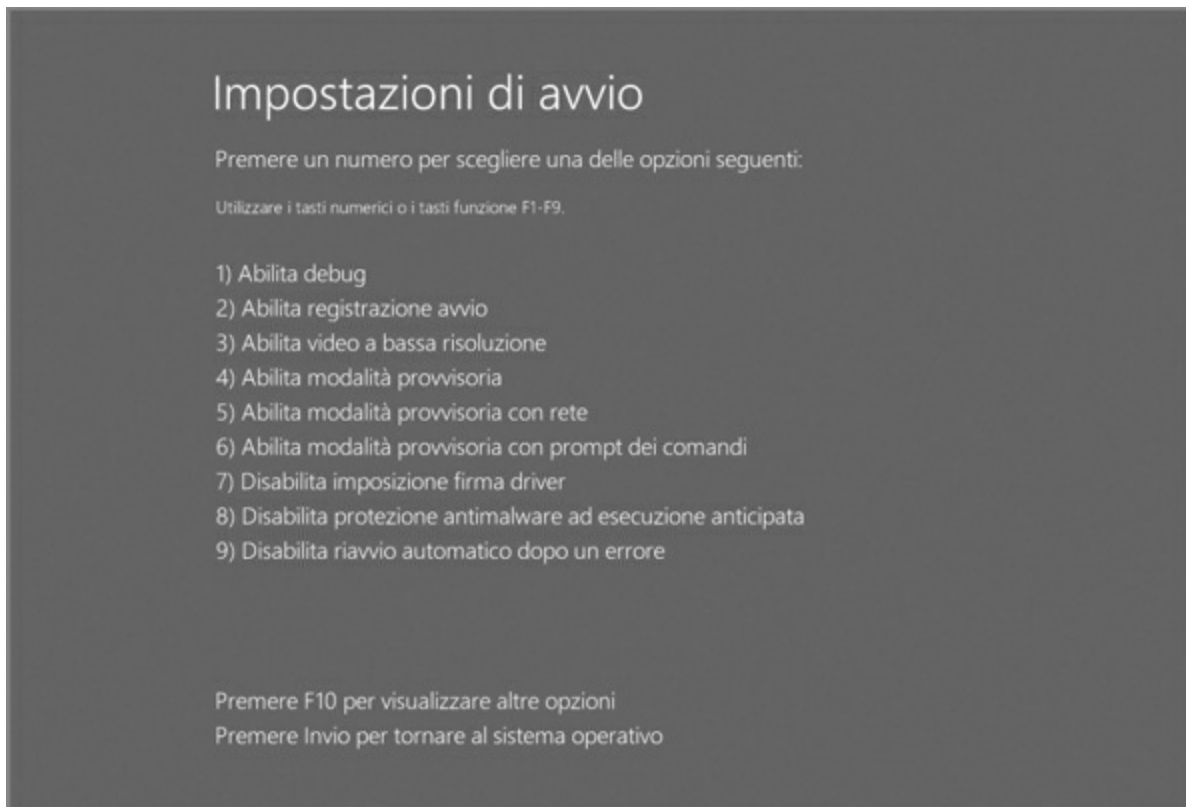 Impostazioni di avvio
Premere un numero per scegliere una delle opzioni seguenti:
Utilizzare i tasti numerici o i tasti funzione F1-F9.
1) Abilita debug
2) Abilita registrazione avvio
3) Abilita video a bassa risoluzione
4) Abilita modalità provvisoria
5) Abilita modalità provvisoria con rete
6) Abilita modalità provvisoria con prompt dei comandi
7) Disabilita imposizione firma driver
8) Disabilita protezione antimalware ad esecuzione anticipata
9) Disabilita riavvio automatico dopo un errore
Premere F10 per visualizzare altre opzioni
Premere Invio per tornare al sistema operativo